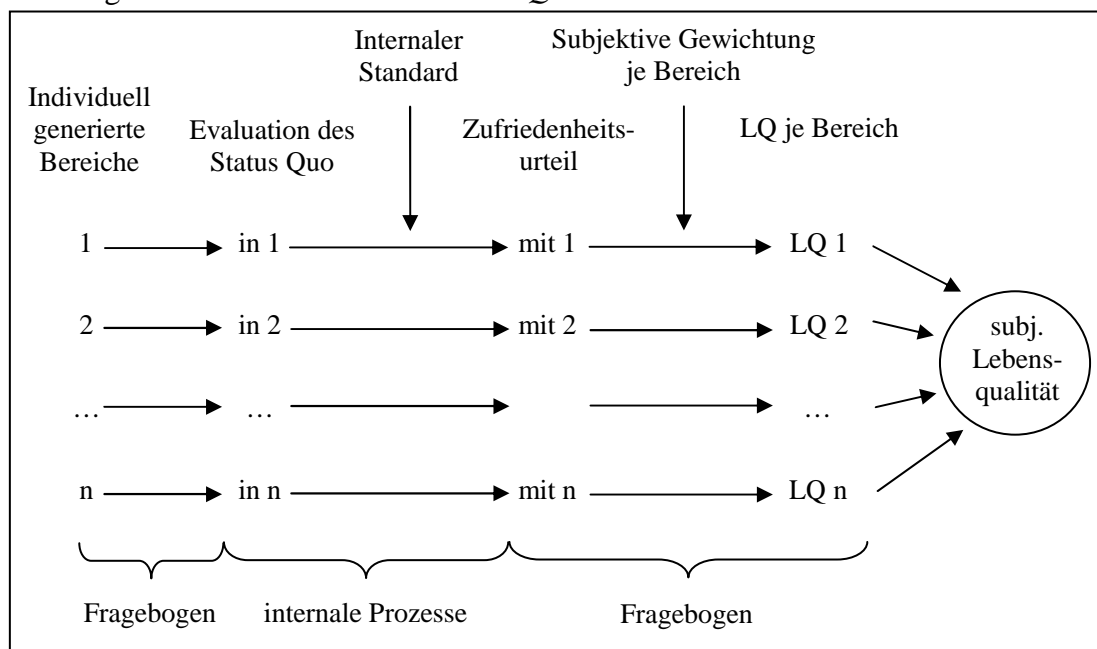 Internaler
Standard
Subjektive Gewichtung
je Bereich
Individuell
generierte
Bereiche
Evaluation des
Status Quo
Zufriedenheits-
urteil
LQ je Bereich
1 in 1 mit 1 LQ 1
2 in 2 mit 2 LQ 2
… … …
n in n mit n LQ n
subj.
Lebens-
qualität
Fragebogen internale Prozesse Fragebogen